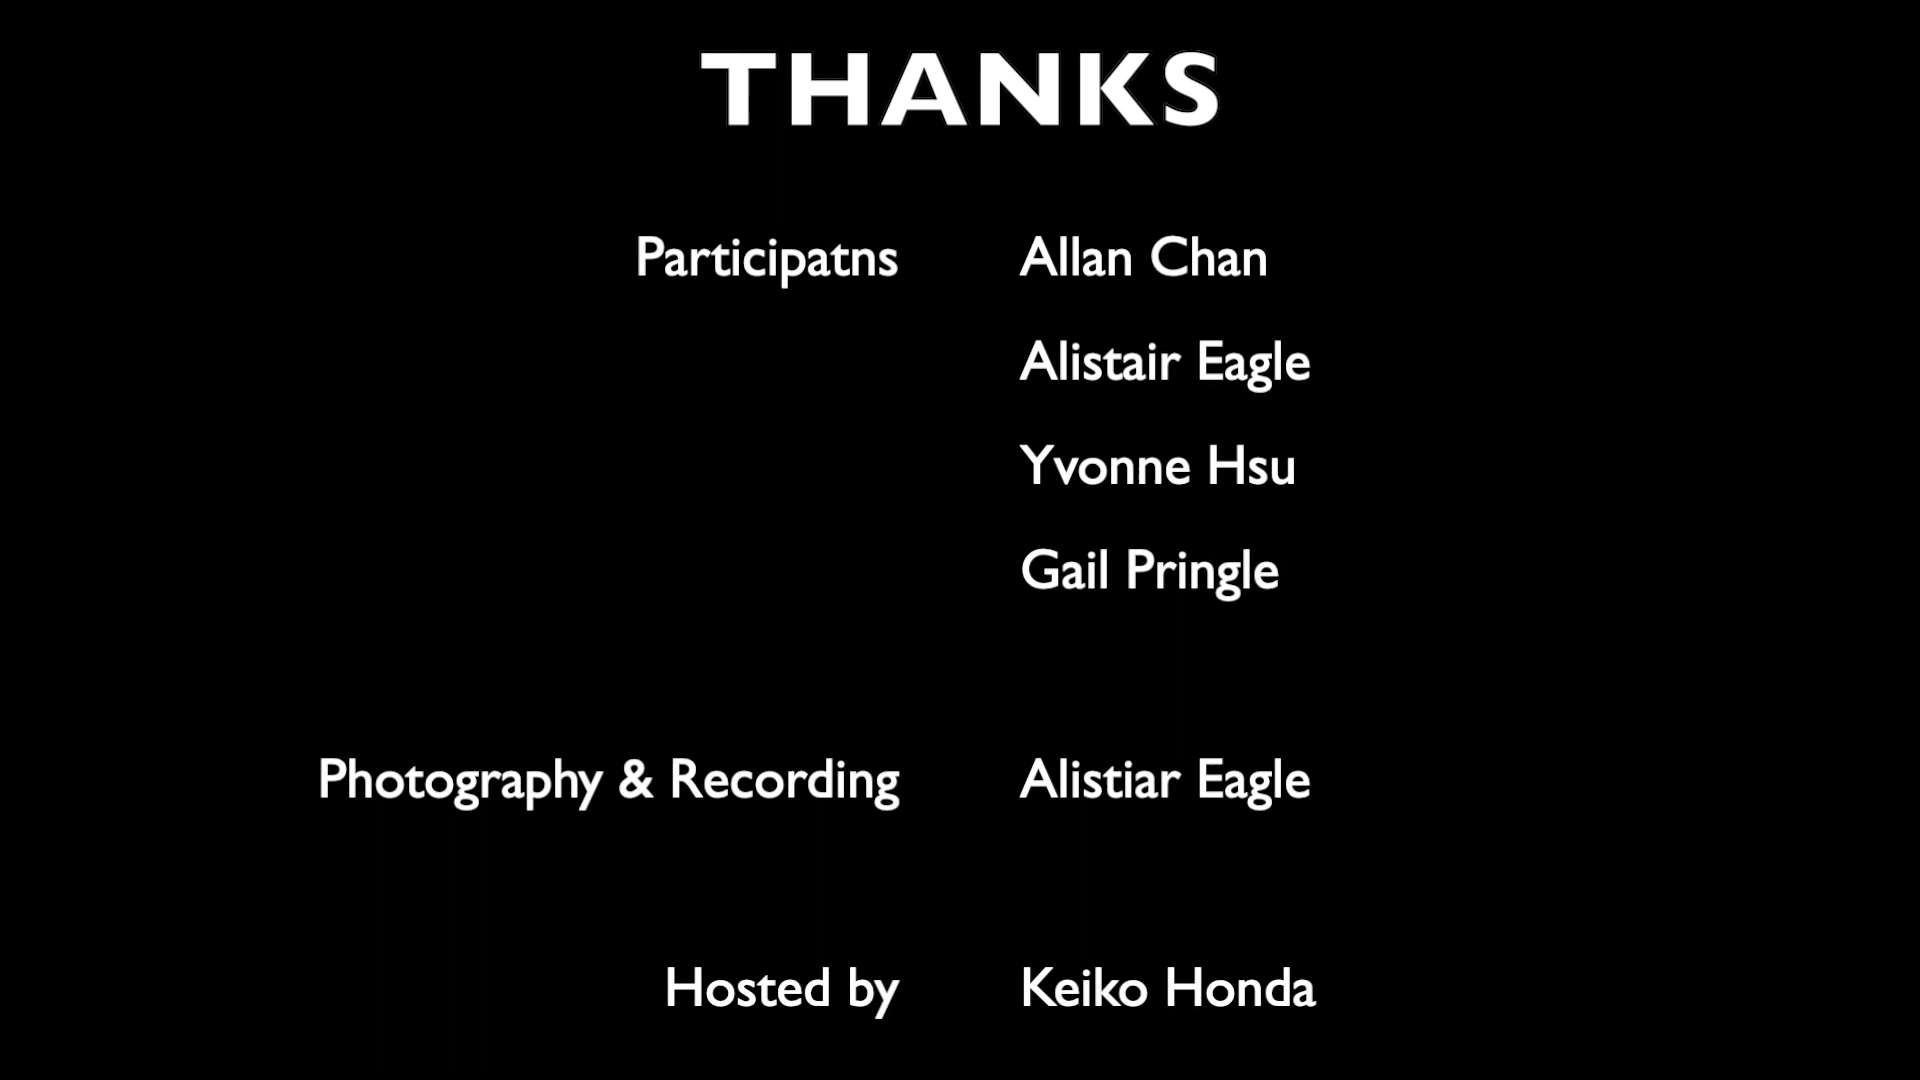 THANKS
Participatns Allan Chan
Alistair Eagle
Yvonne Hsu
Gail Pringle
Photography & Recording Alistiar Eagle
Hosted by Keiko Honda